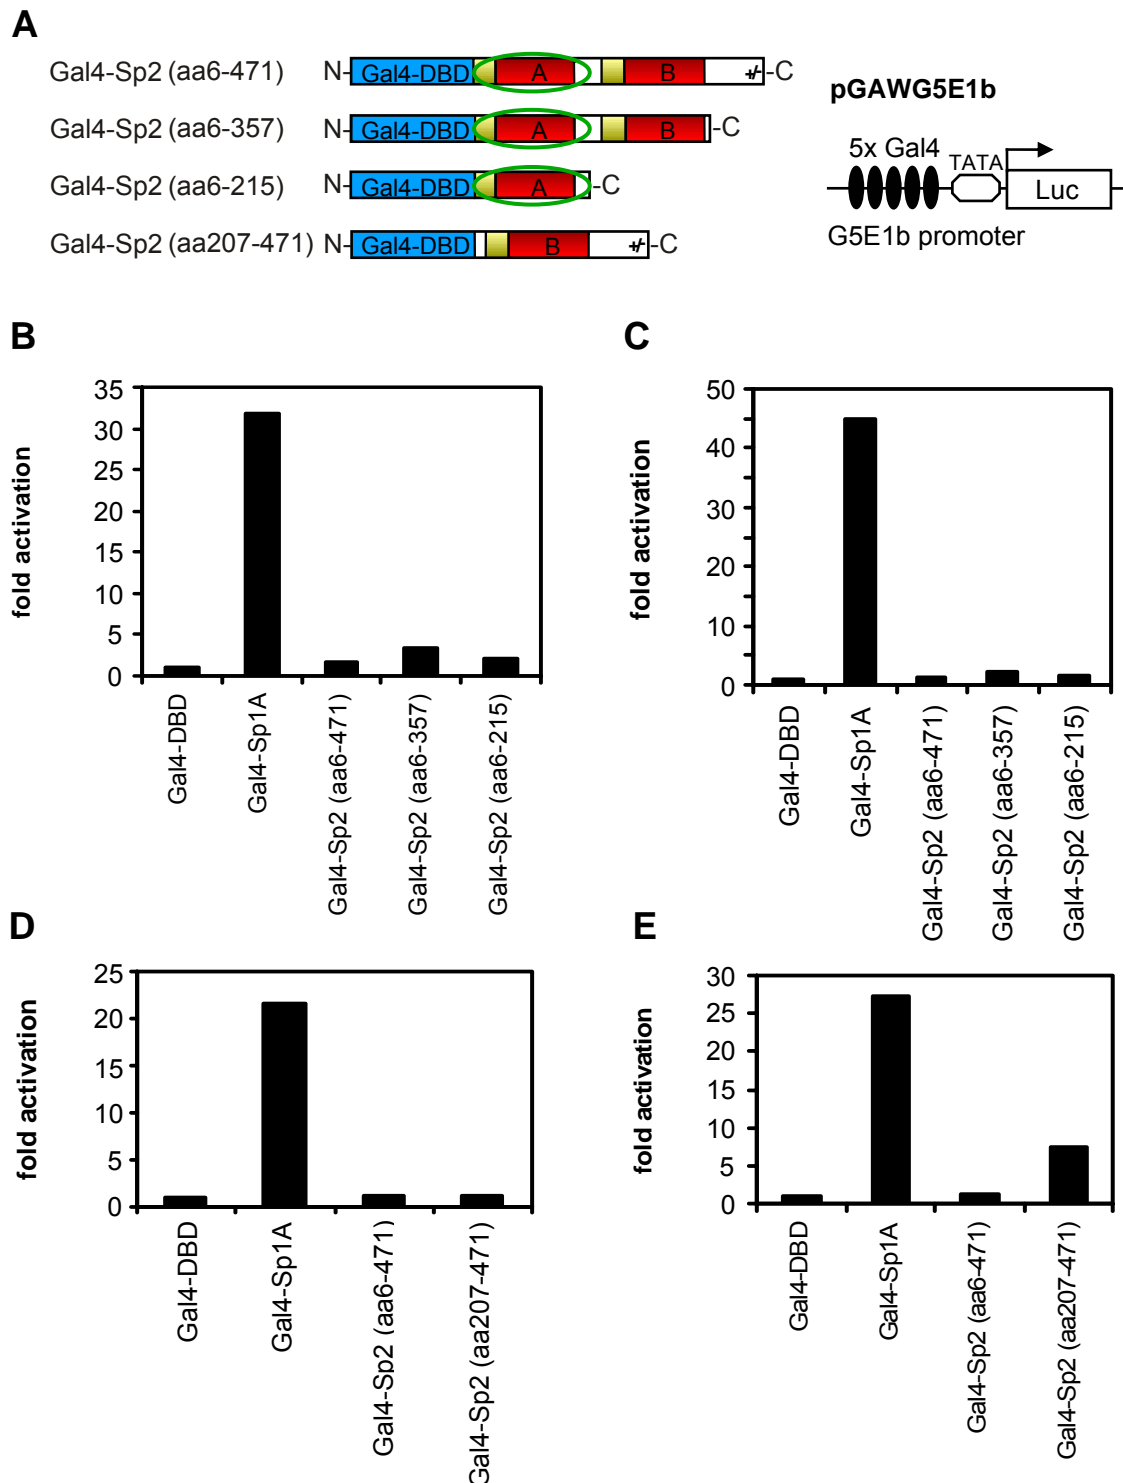 A
Gal4-Sp2 (aa6-471) N- Gal4-DBD A B +/- -C
Gal4-Sp2 (aa6-357) N- Gal4-DBD A B -C
Gal4-Sp2 (aa6-215) N- Gal4-DBD A -C
Gal4-Sp2 (aa207-471) N- Gal4-DBD B +/- -C
pGAWG5E1b
5x Gal4 TATA
Luc
G5E1b promoter
B
fold activation
35
30
25
20
15
10
5
0
Gal4-DBD
Gal4-Sp1A
Gal4-Sp2 (aa6-471)
Gal4-Sp2 (aa6-357)
Gal4-Sp2 (aa6-215)
C
fold activation
50
40
30
20
10
0
Gal4-DBD
Gal4-Sp1A
Gal4-Sp2 (aa6-471)
Gal4-Sp2 (aa6-357)
Gal4-Sp2 (aa6-215)
D
fold activation
25
20
15
10
5
0
Gal4-DBD
Gal4-Sp1A
Gal4-Sp2 (aa6-471)
Gal4-Sp2 (aa207-471)
E
fold activation
30
25
20
15
10
5
0
Gal4-DBD
Gal4-Sp1A
Gal4-Sp2 (aa6-471)
Gal4-Sp2 (aa207-471)